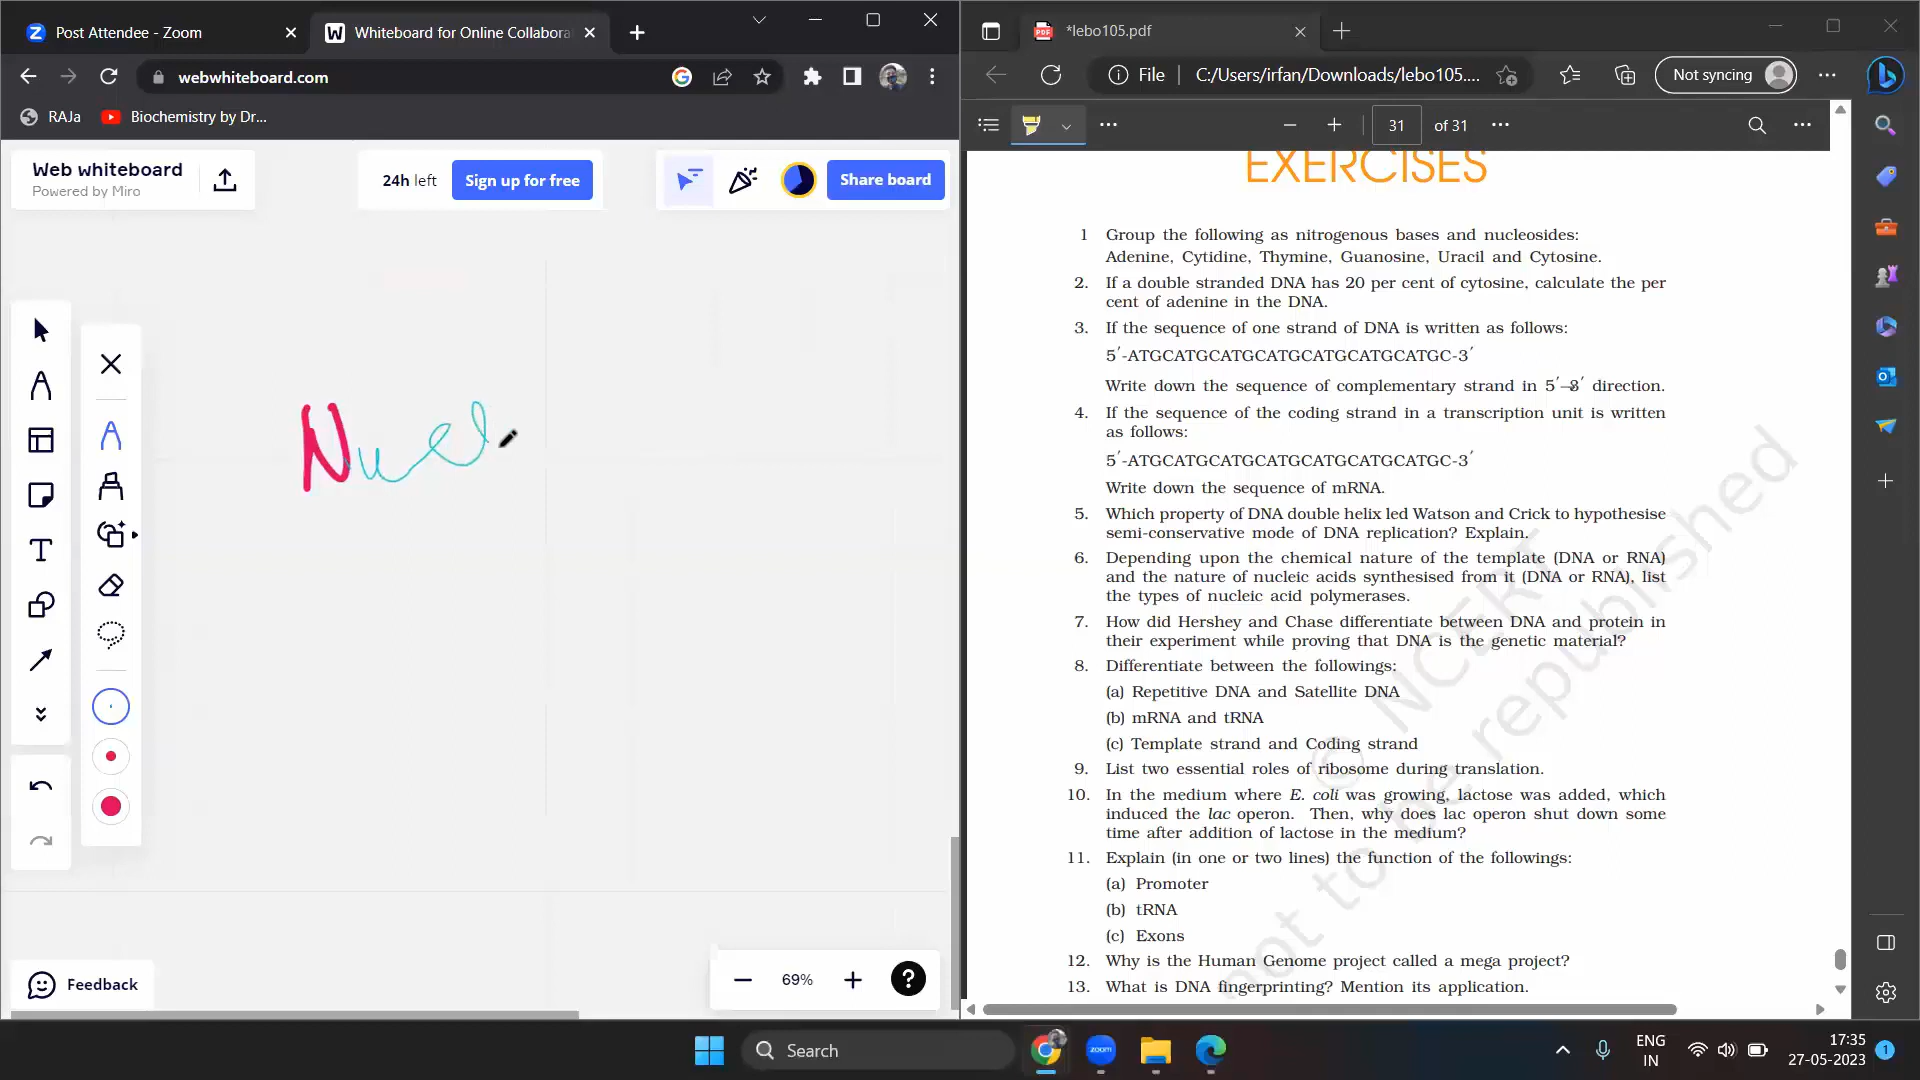 Post Attendee - Zoom
Whiteboard for Online Collabora
webwhiteboard.com
RAJa
Biochemistry by Dr...
Web whiteboard
Powered by Miro
24h left
Sign up for free
Share board
Nucl
T
Feedback
69%
?
*lebo105.pdf
File
C:/Users/irfan/Downloads/lebo105....
Not syncing
31 of 31
EXERCISES
1 Group the following as nitrogenous bases and nucleosides:
Adenine, Cytidine, Thymine, Guanosine, Uracil and Cytosine.
2. If a double stranded DNA has 20 per cent of cytosine, calculate the per
cent of adenine in the DNA.
3. If the sequence of one strand of DNA is written as follows:
5′-ATGCATGCATGCATGCATGCATGCATGC-3′
Write down the sequence of complementary strand in 5′→3′ direction.
4. If the sequence of the coding strand in a transcription unit is written
as follows:
5′-ATGCATGCATGCATGCATGCATGCATGC-3′
Write down the sequence of mRNA.
5. Which property of DNA double helix led Watson and Crick to hypothesise
semi-conservative mode of DNA replication? Explain.
6. Depending upon the chemical nature of the template (DNA or RNA)
and the nature of nucleic acids synthesised from it (DNA or RNA), list
the types of nucleic acid polymerases.
7. How did Hershey and Chase differentiate between DNA and protein in
their experiment while proving that DNA is the genetic material?
8. Differentiate between the followings:
(a) Repetitive DNA and Satellite DNA
(b) mRNA and tRNA
(c) Template strand and Coding strand
9. List two essential roles of ribosome during translation.
10. In the medium where E. coli was growing, lactose was added, which
induced the lac operon. Then, why does lac operon shut down some
time after addition of lactose in the medium?
11. Explain (in one or two lines) the function of the followings:
(a) Promoter
(b) tRNA
(c) Exons
12. Why is the Human Genome project called a mega project?
13. What is DNA fingerprinting? Mention its application.
© NCERT
not to be republished
Search
zoom
ENG
IN
17:35
27-05-2023
1